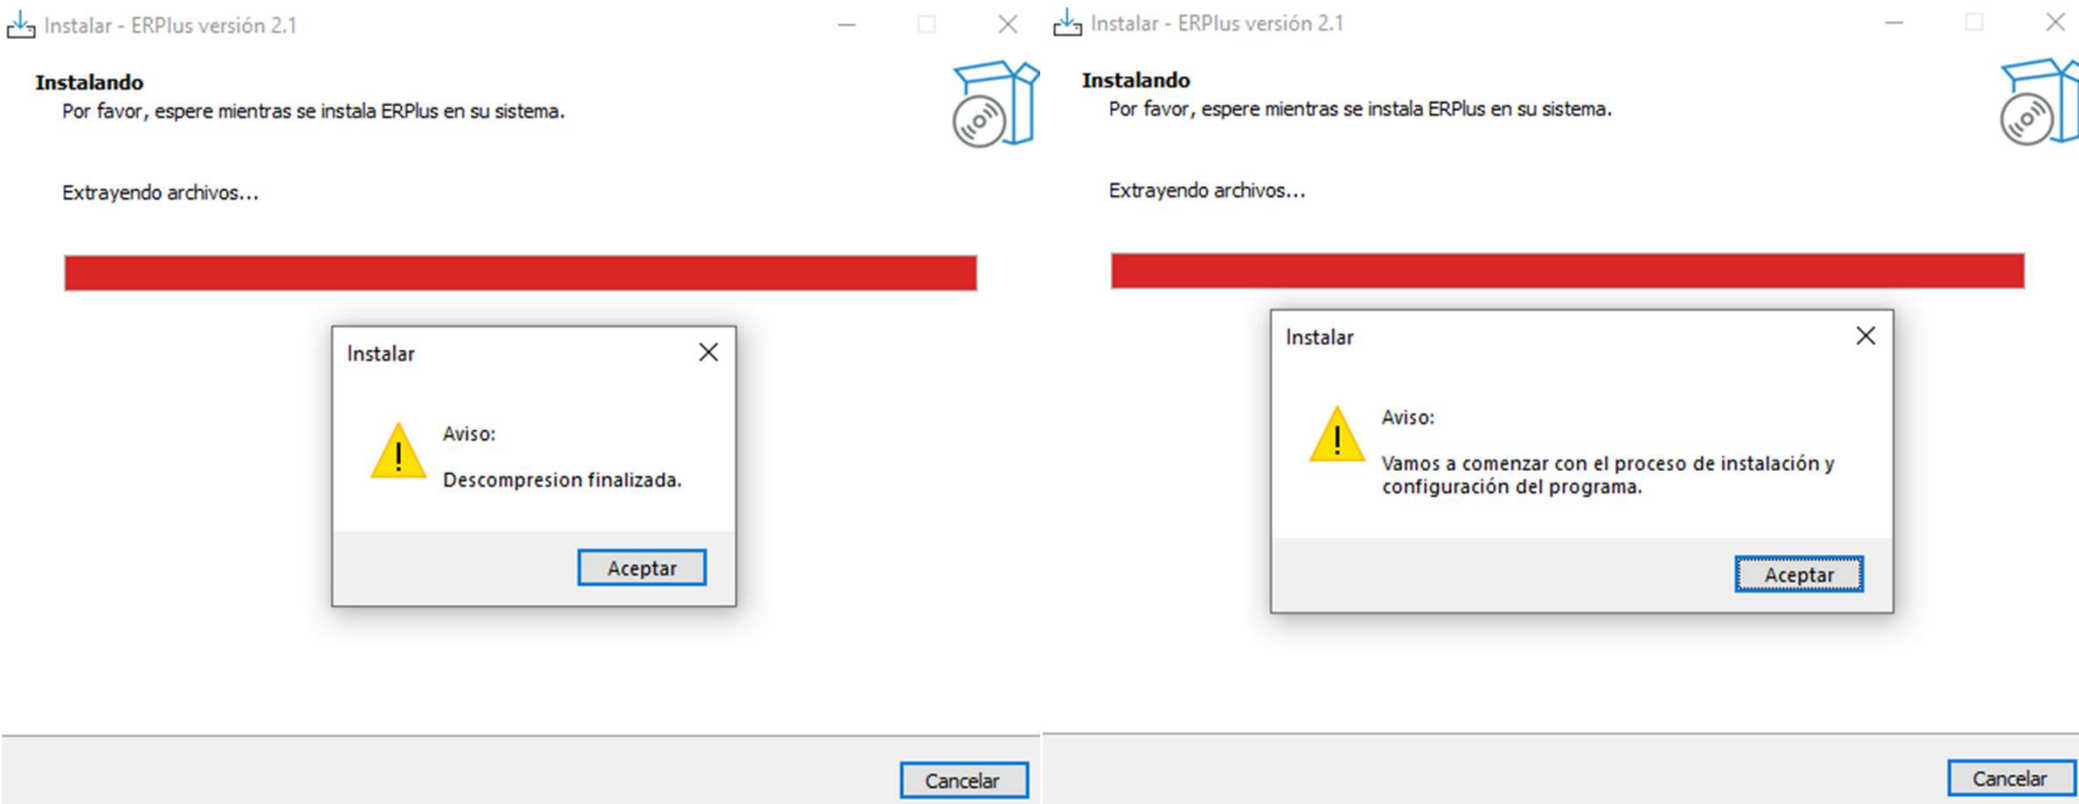 Instalar - ERPlus versión 2.1
Instalando
Por favor, espere mientras se instala ERPlus en su sistema.
Extrayendo archivos...
Instalar
Aviso:
Descompresion finalizada.
Aceptar
Cancelar
Instalar - ERPlus versión 2.1
Instalando
Por favor, espere mientras se instala ERPlus en su sistema.
Extrayendo archivos...
Instalar
Aviso:
Vamos a comenzar con el proceso de instalación y
configuración del programa.
Aceptar
Cancelar